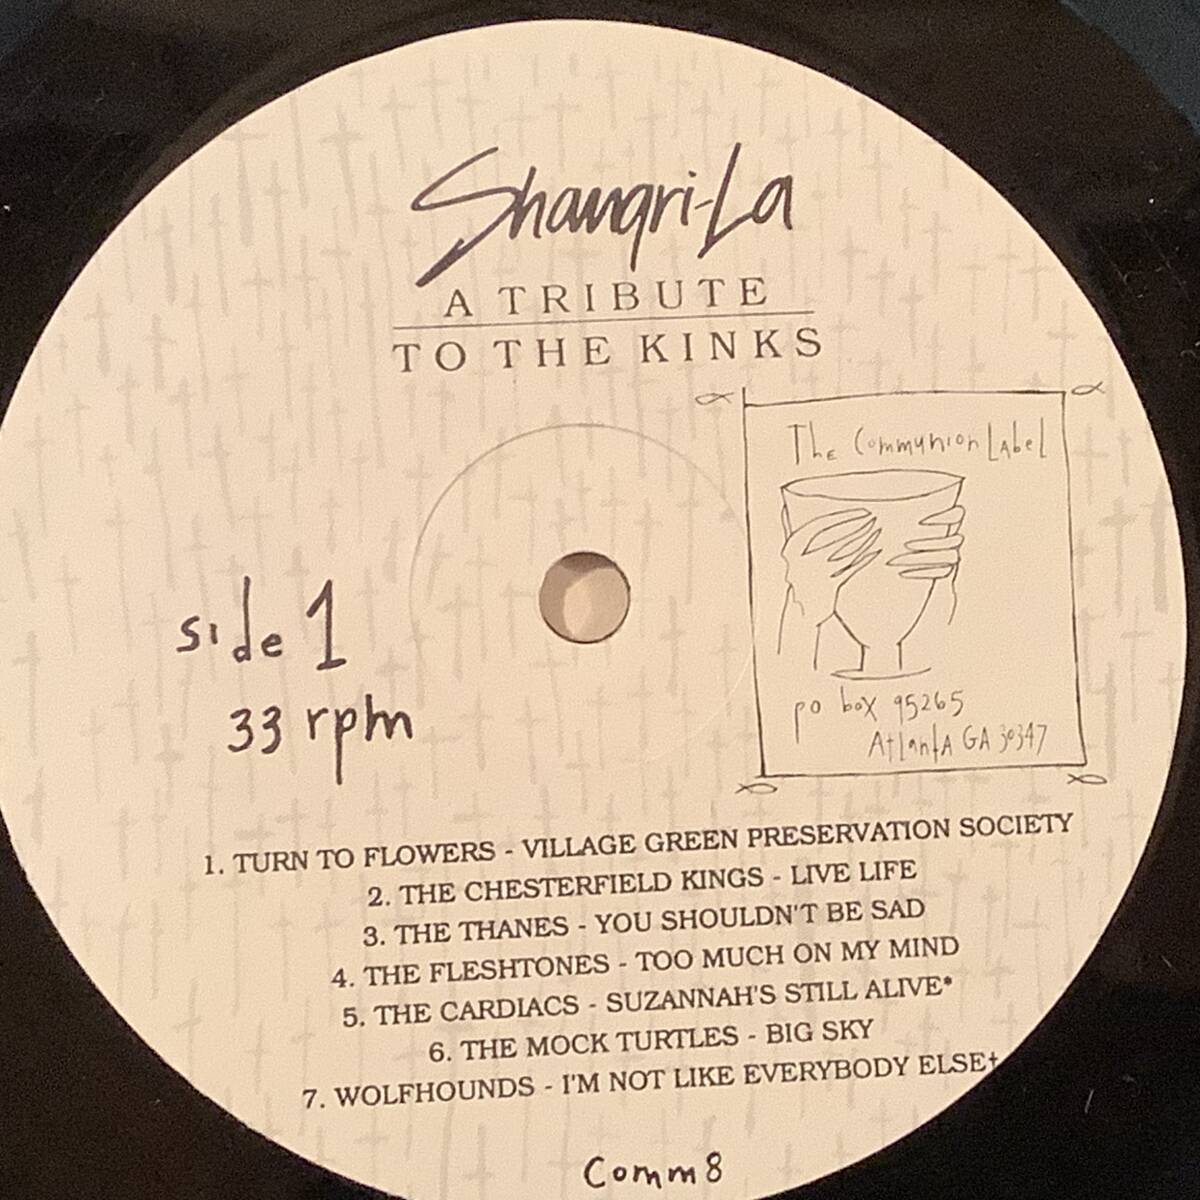 Shangri-La
A TRIBUTE
TO THE KINKS
The Communion Label
po box 95265
Atlanta GA 30347
side 1
33 rpm
1. TURN TO FLOWERS - VILLAGE GREEN PRESERVATION SOCIETY
2. THE CHESTERFIELD KINGS - LIVE LIFE
3. THE THANES - YOU SHOULDN'T BE SAD
4. THE FLESHTONES - TOO MUCH ON MY MIND
5. THE CARDIACS - SUZANNAH'S STILL ALIVE*
6. THE MOCK TURTLES - BIG SKY
7. WOLFHOUNDS - I'M NOT LIKE EVERYBODY ELSE†
Comm 8